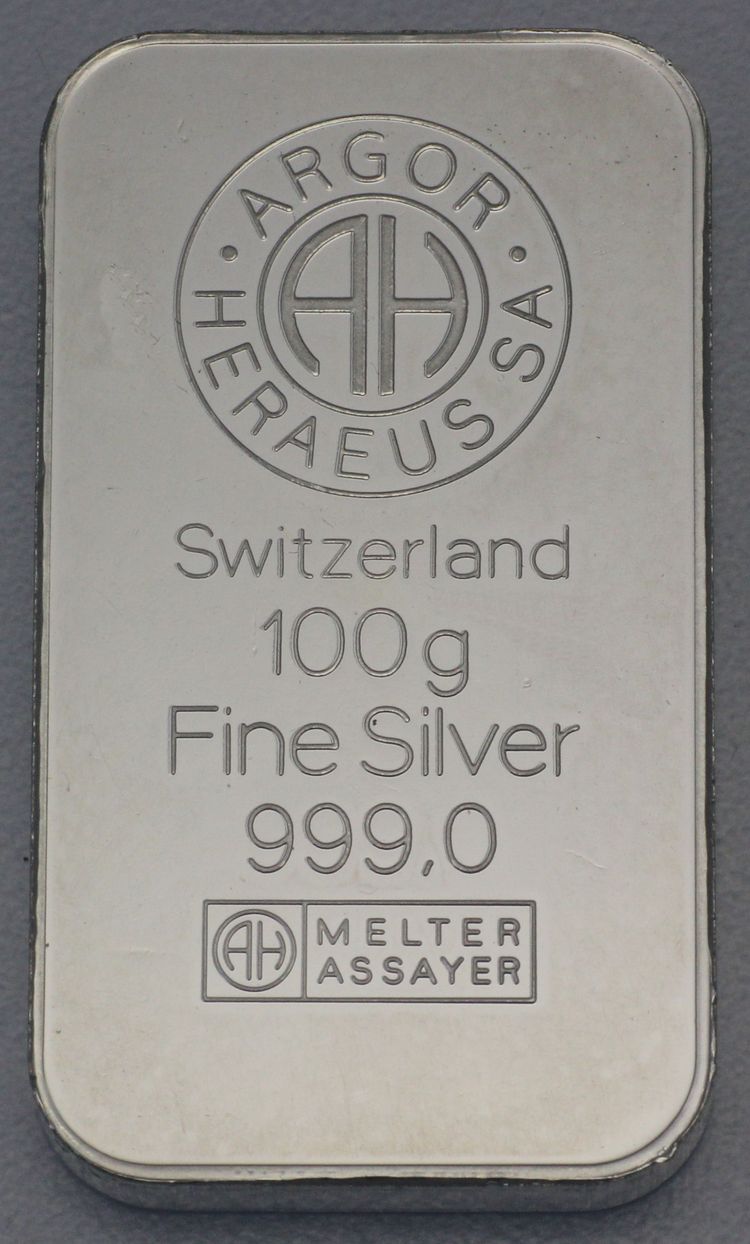 · ARGOR ·
HERAEUS SA
AH
Switzerland
100g
Fine Silver
999,0
AH
MELTER
ASSAYER